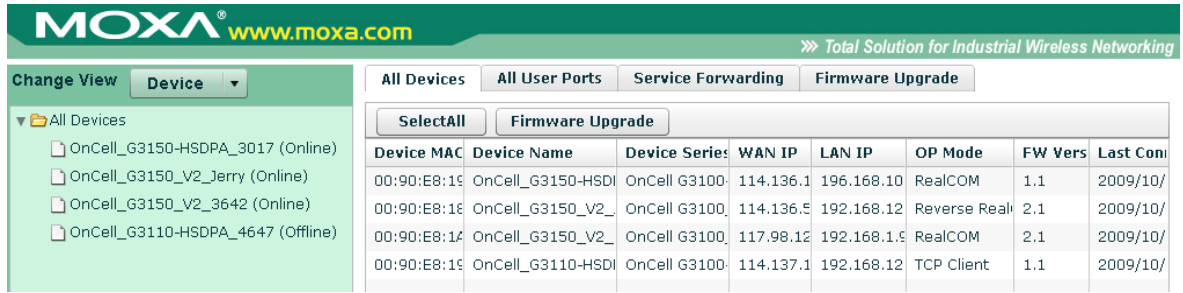 MOXA® www.moxa.com
Total Solution for Industrial Wireless Networking
Change View Device
All Devices
OnCell_G3150-HSDPA_3017 (Online)
OnCell_G3150_V2_Jerry (Online)
OnCell_G3150_V2_3642 (Online)
OnCell_G3110-HSDPA_4647 (Offline)
All Devices All User Ports Service Forwarding Firmware Upgrade
SelectAll Firmware Upgrade
Device MAC Device Name Device Series WAN IP LAN IP OP Mode FW Vers Last Conn
00:90:E8:19 OnCell_G3150-HSDI OnCell G3100- 114.136.1 196.168.10 RealCOM 1.1 2009/10/
00:90:E8:18 OnCell_G3150_V2_ OnCell G3100_ 114.136.5 192.168.12 Reverse Real 2.1 2009/10/
00:90:E8:1A OnCell_G3150_V2_ OnCell G3100_ 117.98.12 192.168.1.9 RealCOM 2.1 2009/10/
00:90:E8:19 OnCell_G3110-HSDI OnCell G3100- 114.137.1 192.168.12 TCP Client 1.1 2009/10/